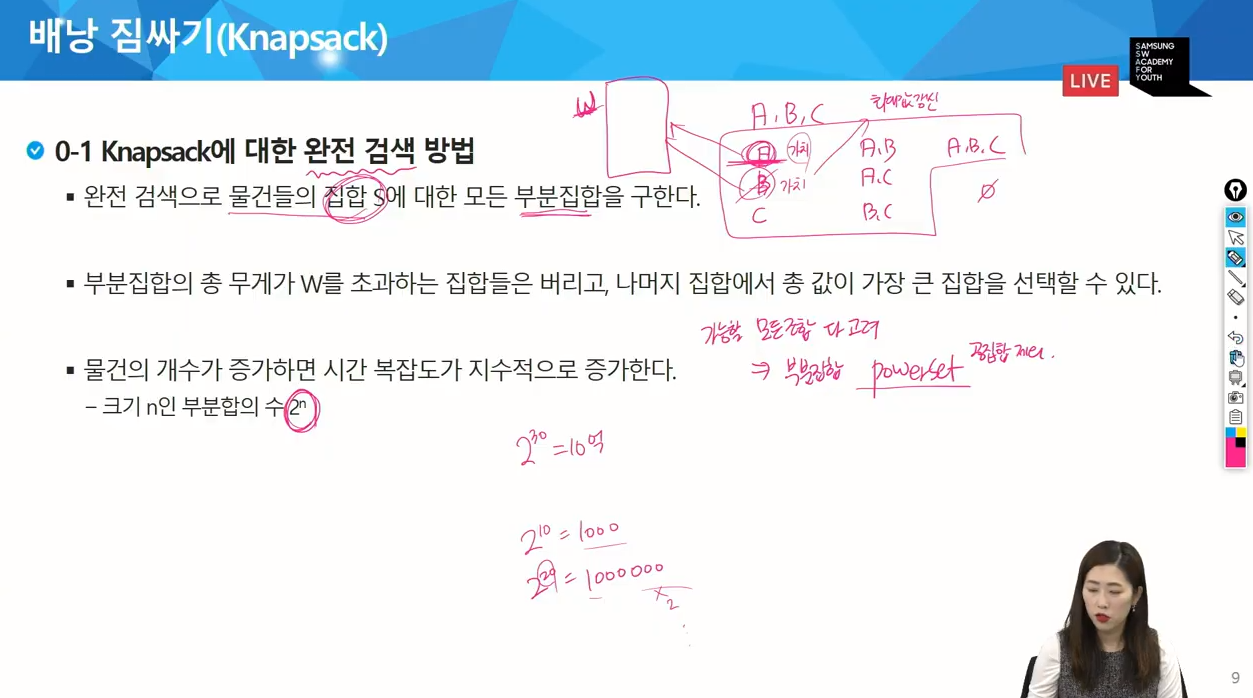 배낭 짐싸기(Knapsack)
SAMSUNG
SW
ACADEMY
FOR
YOUTH
LIVE
W
A, B, C
최대값갱신
A 가치
A,B
A,B,C
0-1 Knapsack에 대한 완전 검색 방법
B 가치
A,C
∅
▪ 완전 검색으로 물건들의 집합 S에 대한 모든 부분집합을 구한다.
C
B,C
▪ 부분집합의 총 무게가 W를 초과하는 집합들은 버리고, 나머지 집합에서 총 값이 가장 큰 집합을 선택할 수 있다.
가능한 모든조합 다 고려
⇒ 부분집합 powerset 공집합 제외.
▪ 물건의 개수가 증가하면 시간 복잡도가 지수적으로 증가한다.
– 크기 n인 부분합의 수 2ⁿ
2³⁰ = 10억
2¹⁰ = 1000
= 1000000
x 2
9